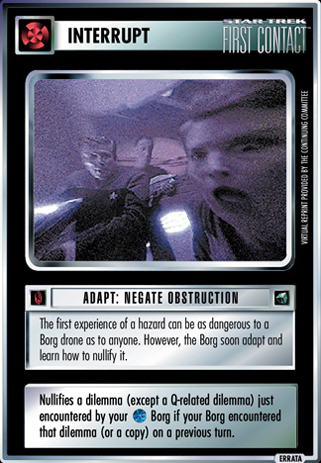 INTERRUPT
STAR TREK
FIRST CONTACT
VIRTUAL REPRINT PROVIDED BY THE CONTINUING COMMITTEE
ADAPT: NEGATE OBSTRUCTION
The first experience of a hazard can be as dangerous to a
Borg drone as to anyone. However, the Borg soon adapt and
learn how to nullify it.
Nullifies a dilemma (except a Q-related dilemma) just
encountered by your Borg if your Borg encountered
that dilemma (or a copy) on a previous turn.
ERRATA